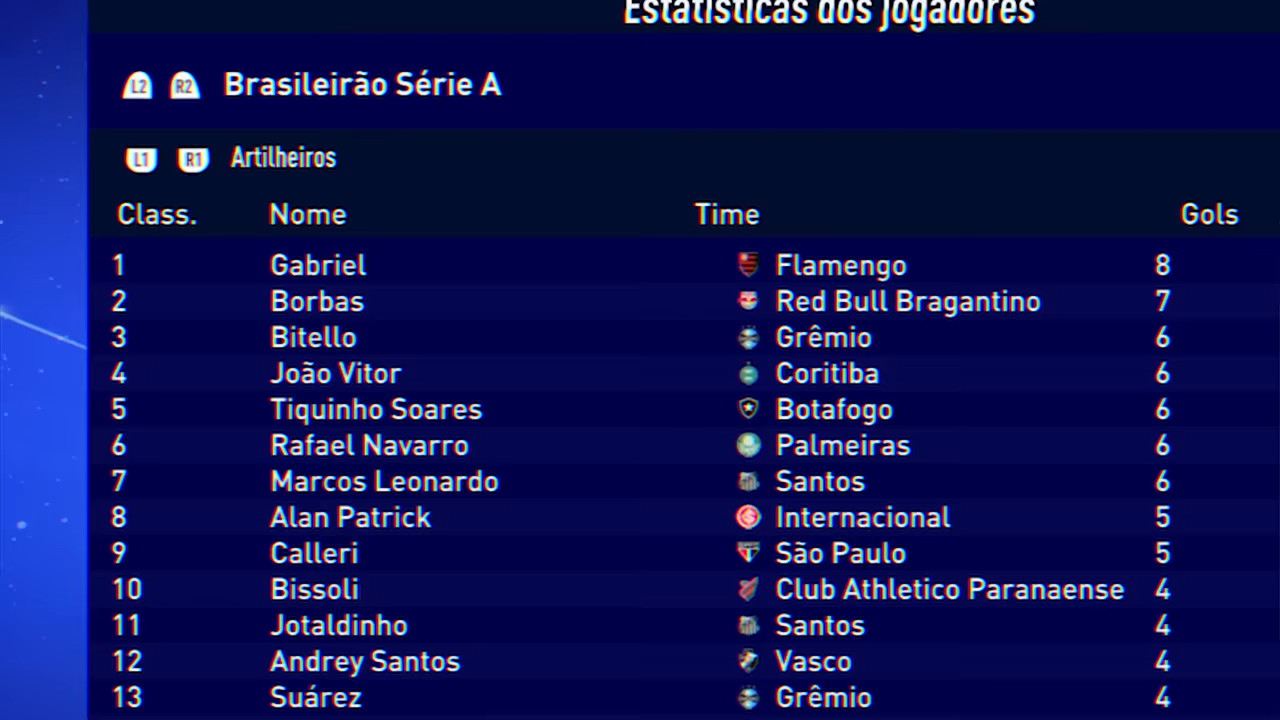 Estatísticas dos jogadores
L2 R2 Brasileirão Série A
L1 R1 Artilheiros
Class. Nome Time Gols
1 Gabriel Flamengo 8
2 Borbas Red Bull Bragantino 7
3 Bitello Grêmio 6
4 João Vitor Coritiba 6
5 Tiquinho Soares Botafogo 6
6 Rafael Navarro Palmeiras 6
7 Marcos Leonardo Santos 6
8 Alan Patrick Internacional 5
9 Calleri São Paulo 5
10 Bissoli Club Athletico Paranaense 4
11 Jotaldinho Santos 4
12 Andrey Santos Vasco 4
13 Suárez Grêmio 4